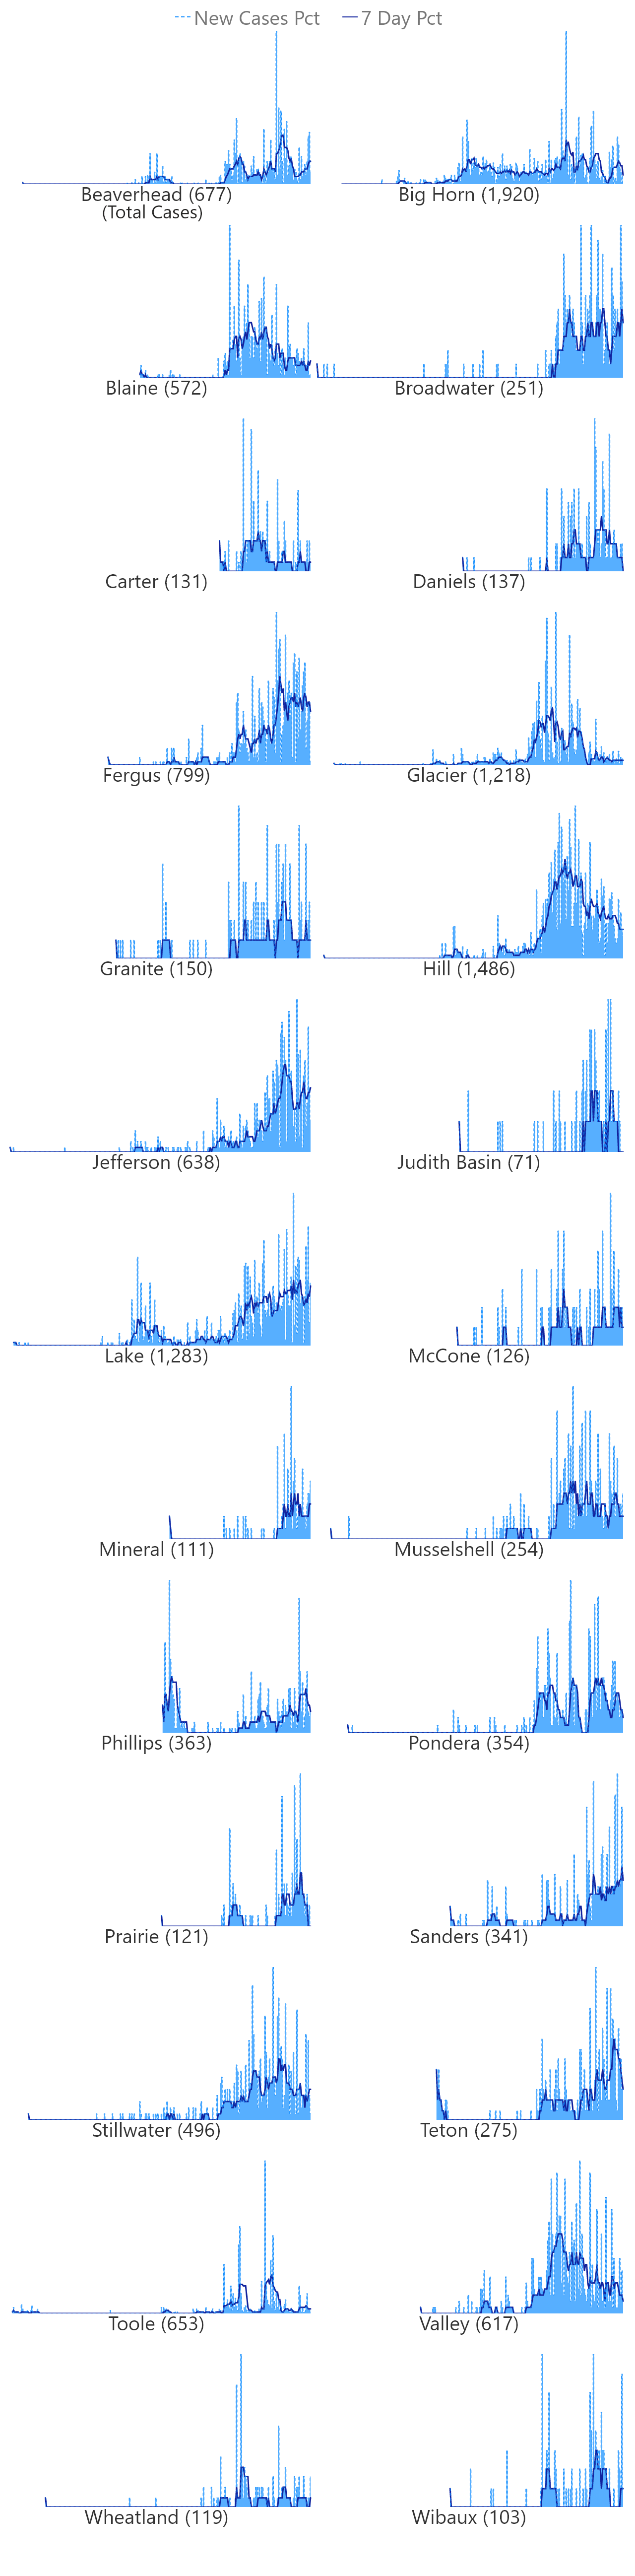 New Cases Pct 7 Day Pct
Beaverhead (677) Big Horn (1,920)
(Total Cases)
Blaine (572) Broadwater (251)
Carter (131) Daniels (137)
Fergus (799) Glacier (1,218)
Granite (150) Hill (1,486)
Jefferson (638) Judith Basin (71)
Lake (1,283) McCone (126)
Mineral (111) Musselshell (254)
Phillips (363) Pondera (354)
Prairie (121) Sanders (341)
Stillwater (496) Teton (275)
Toole (653) Valley (617)
Wheatland (119) Wibaux (103)